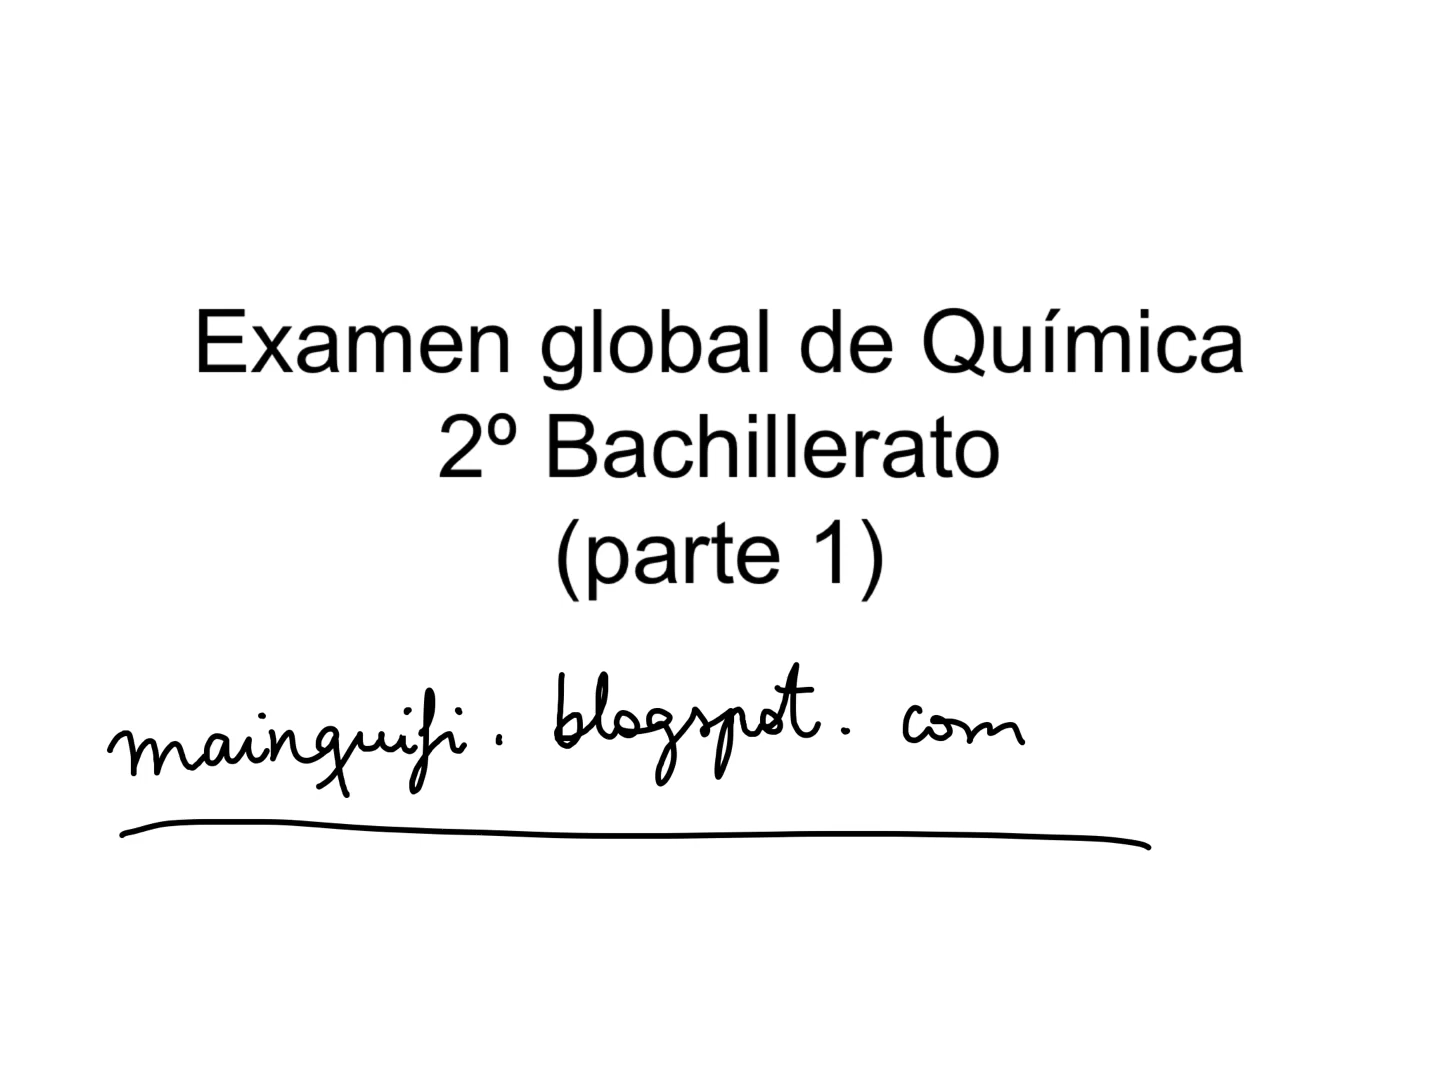 Examen global de Química
2º Bachillerato
(parte 1)
mainquifi. blogspot. com